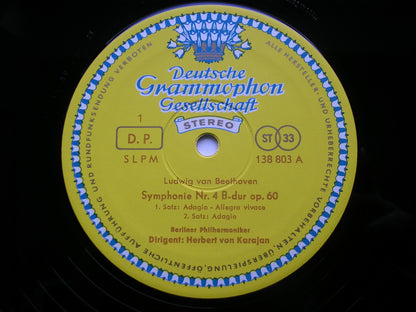 Deutsche
Grammophon
Gesellschaft
STEREO
1
D. P.
ST 33
SLPM
138 803 A
Ludwig van Beethoven
Symphonie Nr. 4 B-dur op. 60
1. Satz: Adagio - Allegro vivace
2. Satz: Adagio
Berliner Philharmoniker
Dirigent: Herbert von Karajan
ALLE HERSTELLER- UND URHEBERRECHTE VORBEHALTEN, ÜBERSPIELUNG, ÖFFENTLICHE AUFFÜHRUNG UND RUNDFUNKSENDUNG VERBOTEN